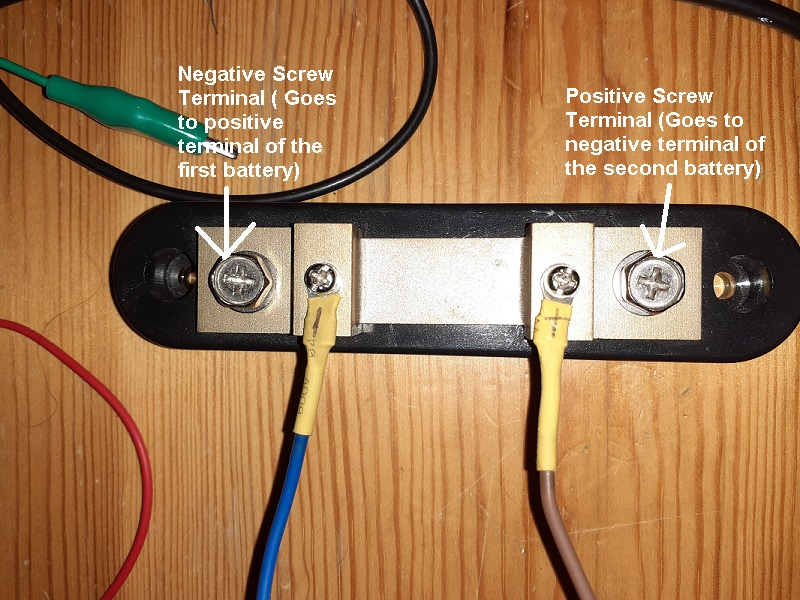 Negative Screw
Terminal ( Goes
to positive
terminal of the
first battery)
Positive Screw
Terminal (Goes to
negative terminal of
the second battery)
-
+